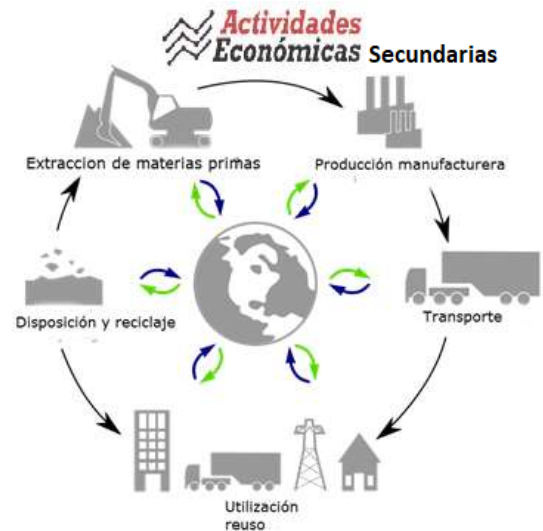 Actividades
Económicas Secundarias
Extraccion de materias primas
Producción manufacturera
Disposición y reciclaje
Transporte
Utilización
reuso